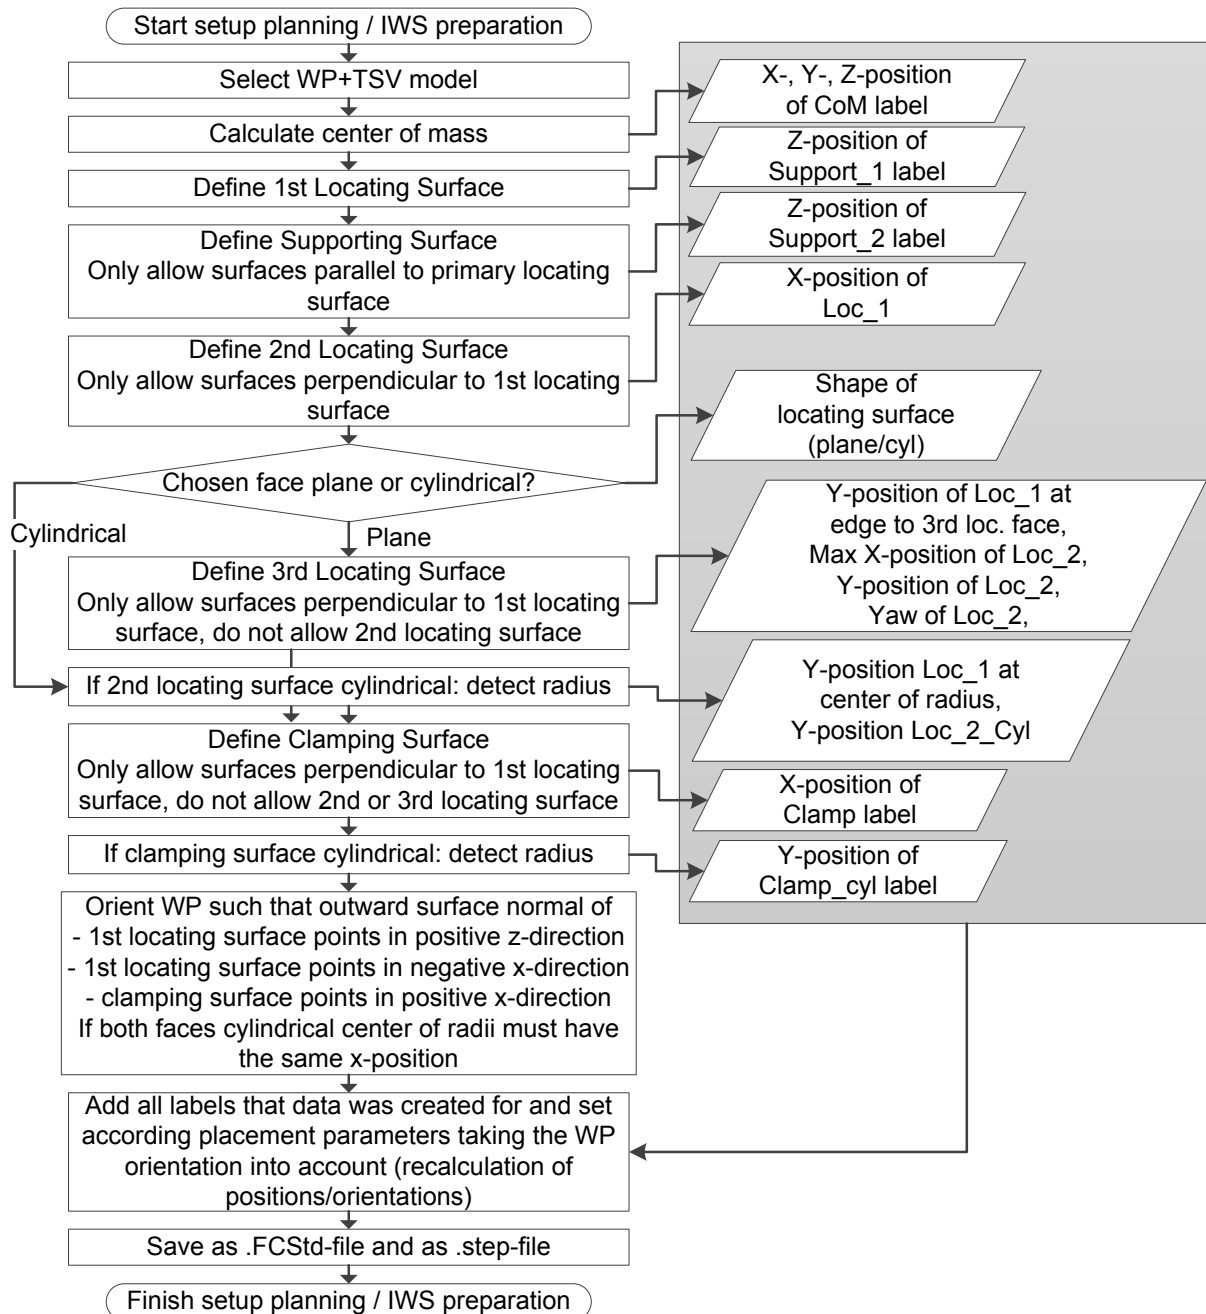 Start setup planning / IWS preparation
Select WP+TSV model
X-, Y-, Z-position
of CoM label
Calculate center of mass
Z-position of
Support_1 label
Define 1st Locating Surface
Z-position of
Support_2 label
Define Supporting Surface
Only allow surfaces parallel to primary locating
surface
X-position of
Loc_1
Define 2nd Locating Surface
Only allow surfaces perpendicular to 1st locating
surface
Shape of
locating surface
(plane/cyl)
Chosen face plane or cylindrical?
Cylindrical
Plane
Y-position of Loc_1 at
edge to 3rd loc. face,
Max X-position of Loc_2,
Y-position of Loc_2,
Yaw of Loc_2,
Define 3rd Locating Surface
Only allow surfaces perpendicular to 1st locating
surface, do not allow 2nd locating surface
If 2nd locating surface cylindrical: detect radius
Y-position Loc_1 at
center of radius,
Y-position Loc_2_Cyl
Define Clamping Surface
Only allow surfaces perpendicular to 1st locating
surface, do not allow 2nd or 3rd locating surface
X-position of
Clamp label
If clamping surface cylindrical: detect radius
Y-position of
Clamp_cyl label
Orient WP such that outward surface normal of
- 1st locating surface points in positive z-direction
- 1st locating surface points in negative x-direction
- clamping surface points in positive x-direction
If both faces cylindrical center of radii must have
the same x-position
Add all labels that data was created for and set
according placement parameters taking the WP
orientation into account (recalculation of
positions/orientations)
Save as .FCStd-file and as .step-file
Finish setup planning / IWS preparation